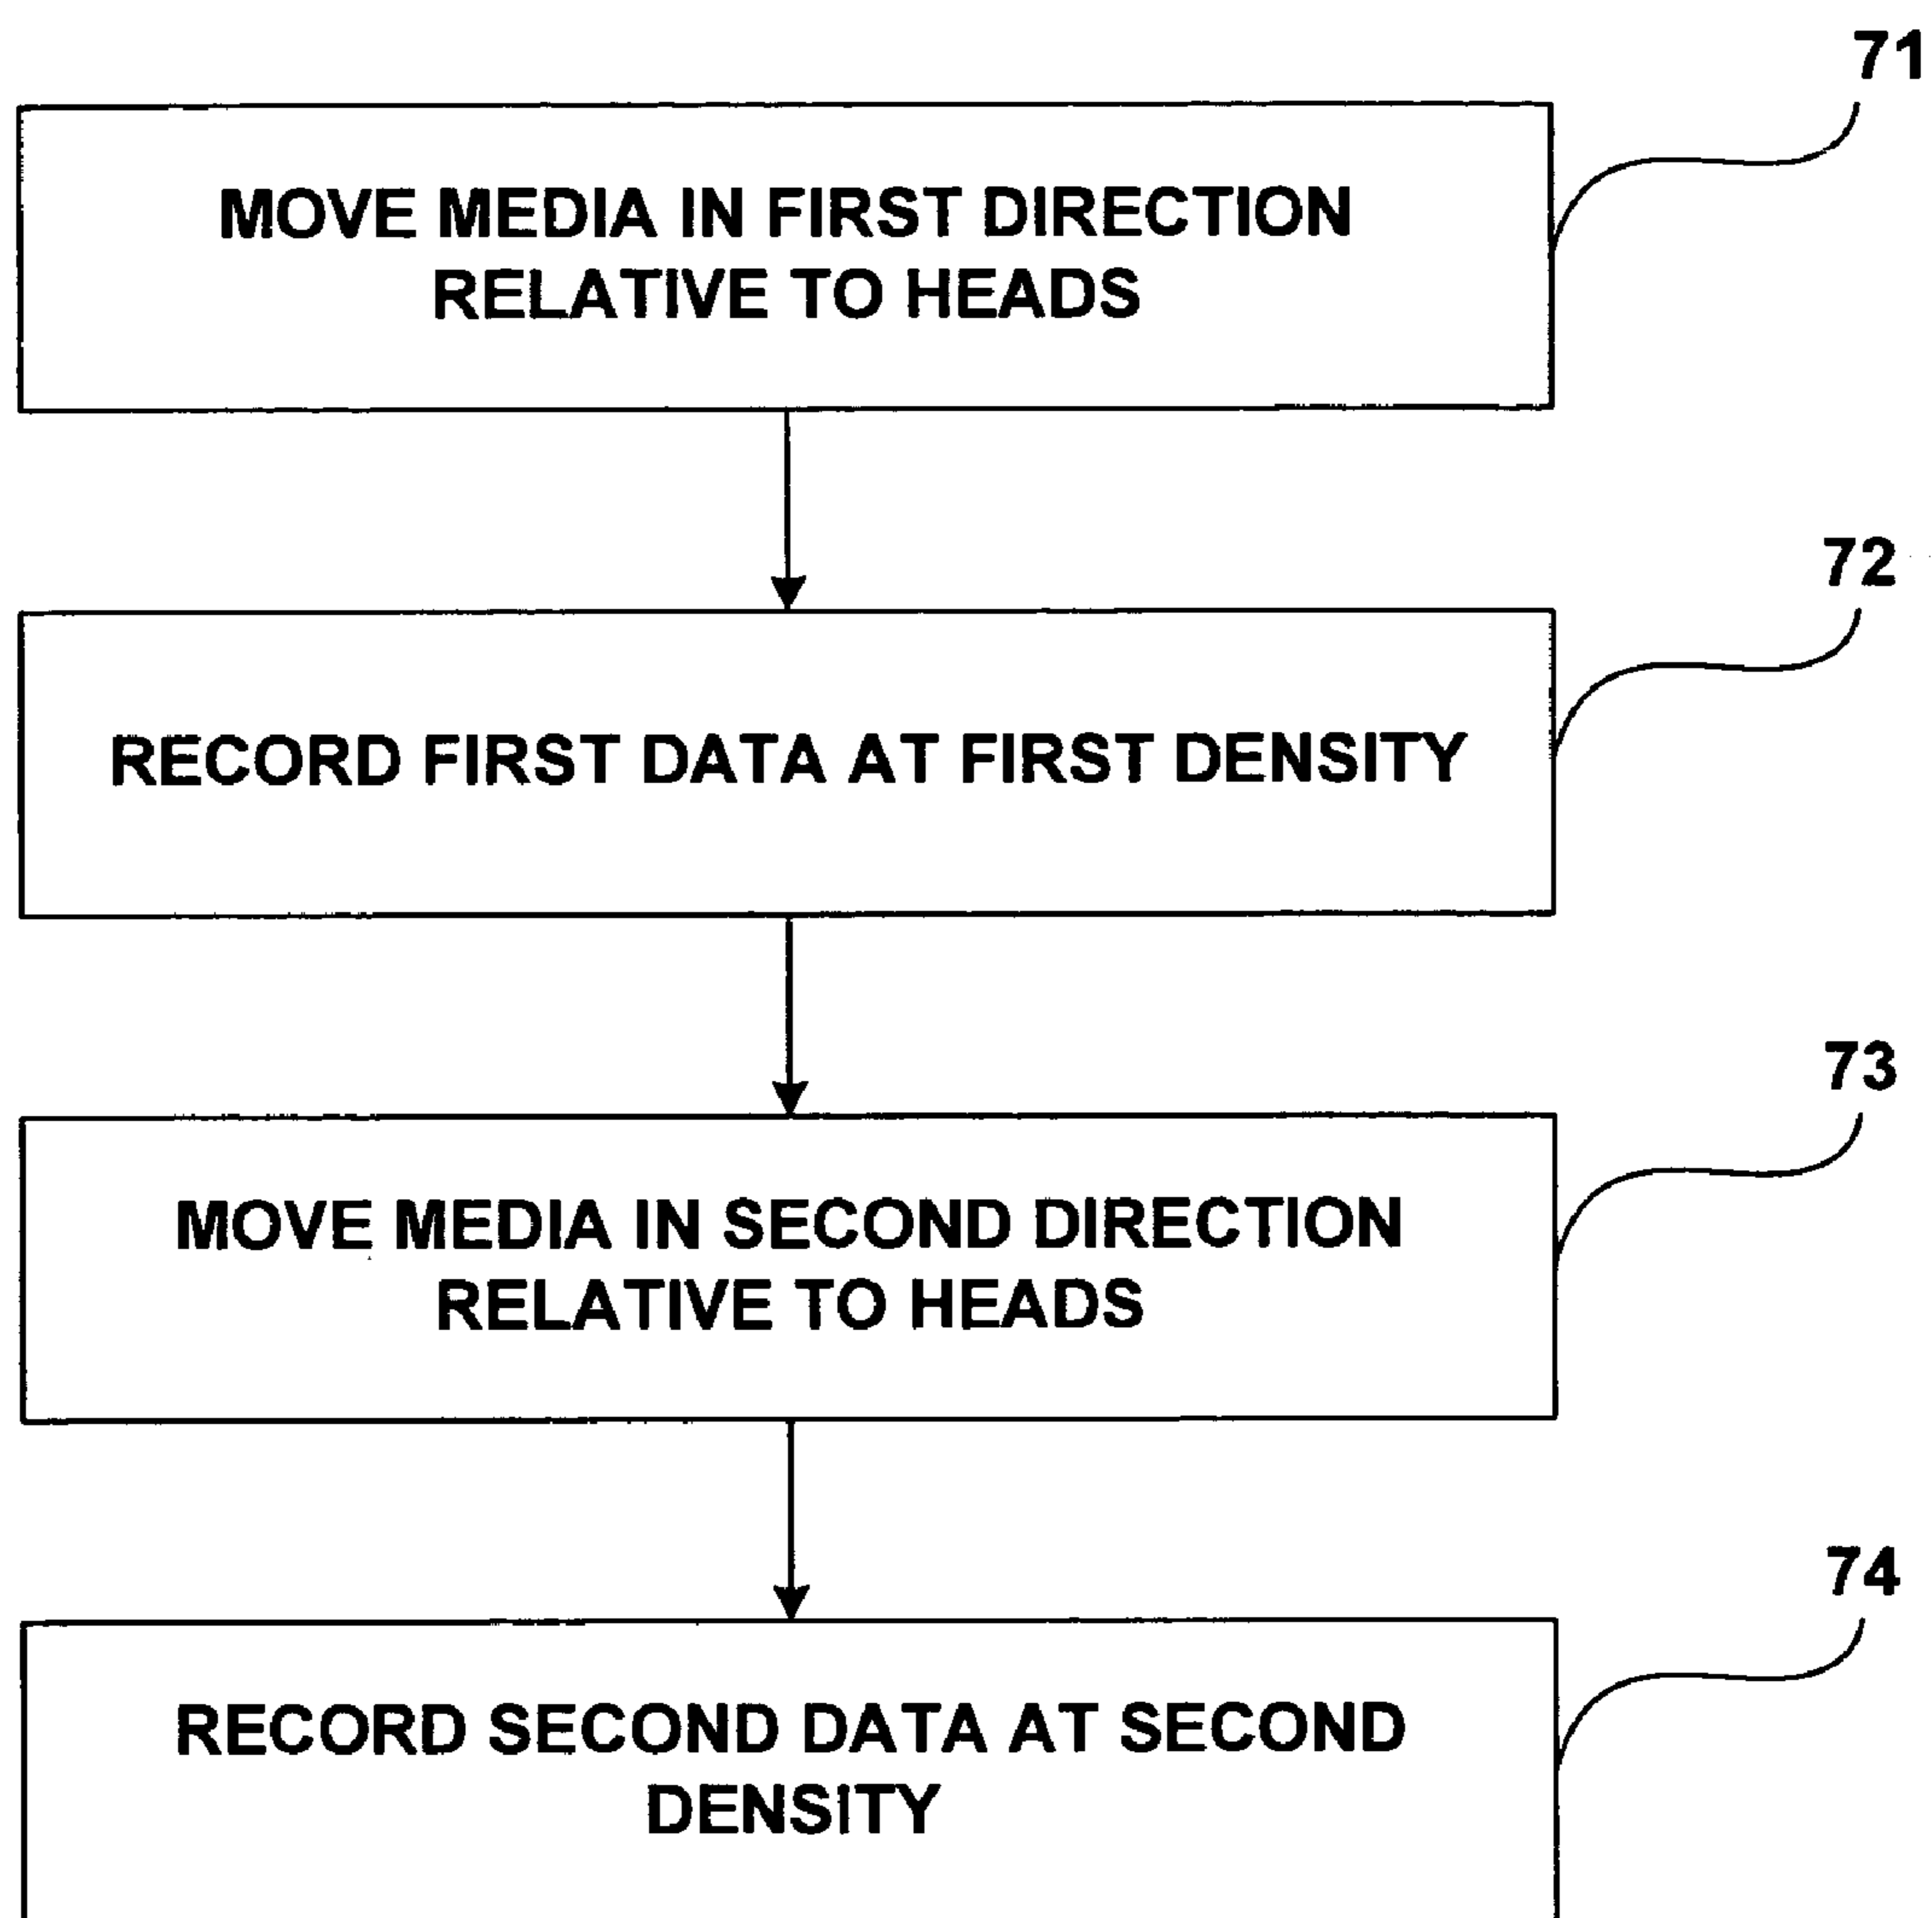 71
MOVE MEDIA IN FIRST DIRECTION
RELATIVE TO HEADS
72
RECORD FIRST DATA AT FIRST DENSITY
73
MOVE MEDIA IN SECOND DIRECTION
RELATIVE TO HEADS
74
RECORD SECOND DATA AT SECOND
DENSITY